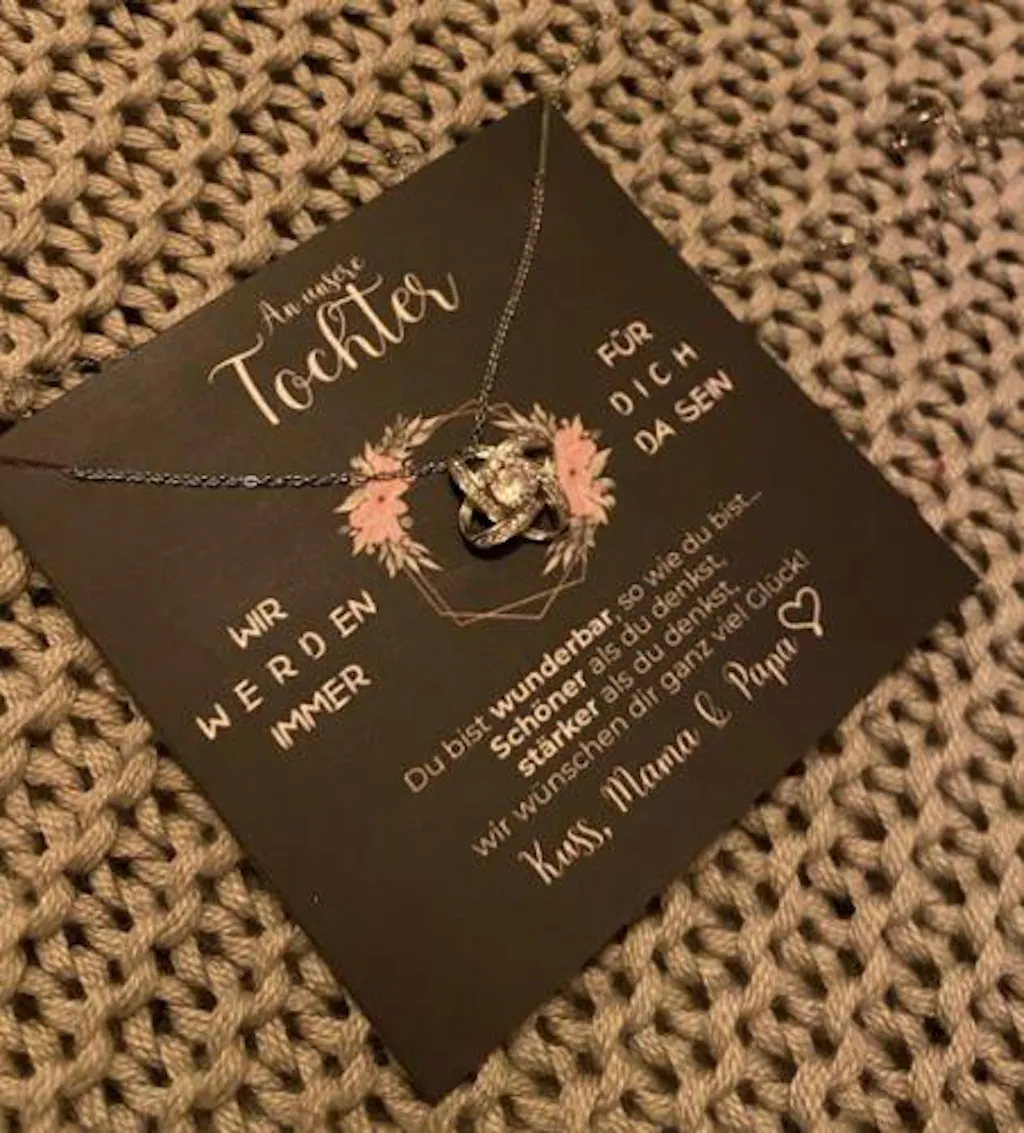 An unsere
Tochter
WIR
WERDEN
IMMER
FÜR
DICH
DA SEIN
Du bist wunderbar, so wie du bist...
Schöner als du denkst,
stärker als du denkst,
wir wünschen dir ganz viel Glück!
Kuss, Mama & Papa